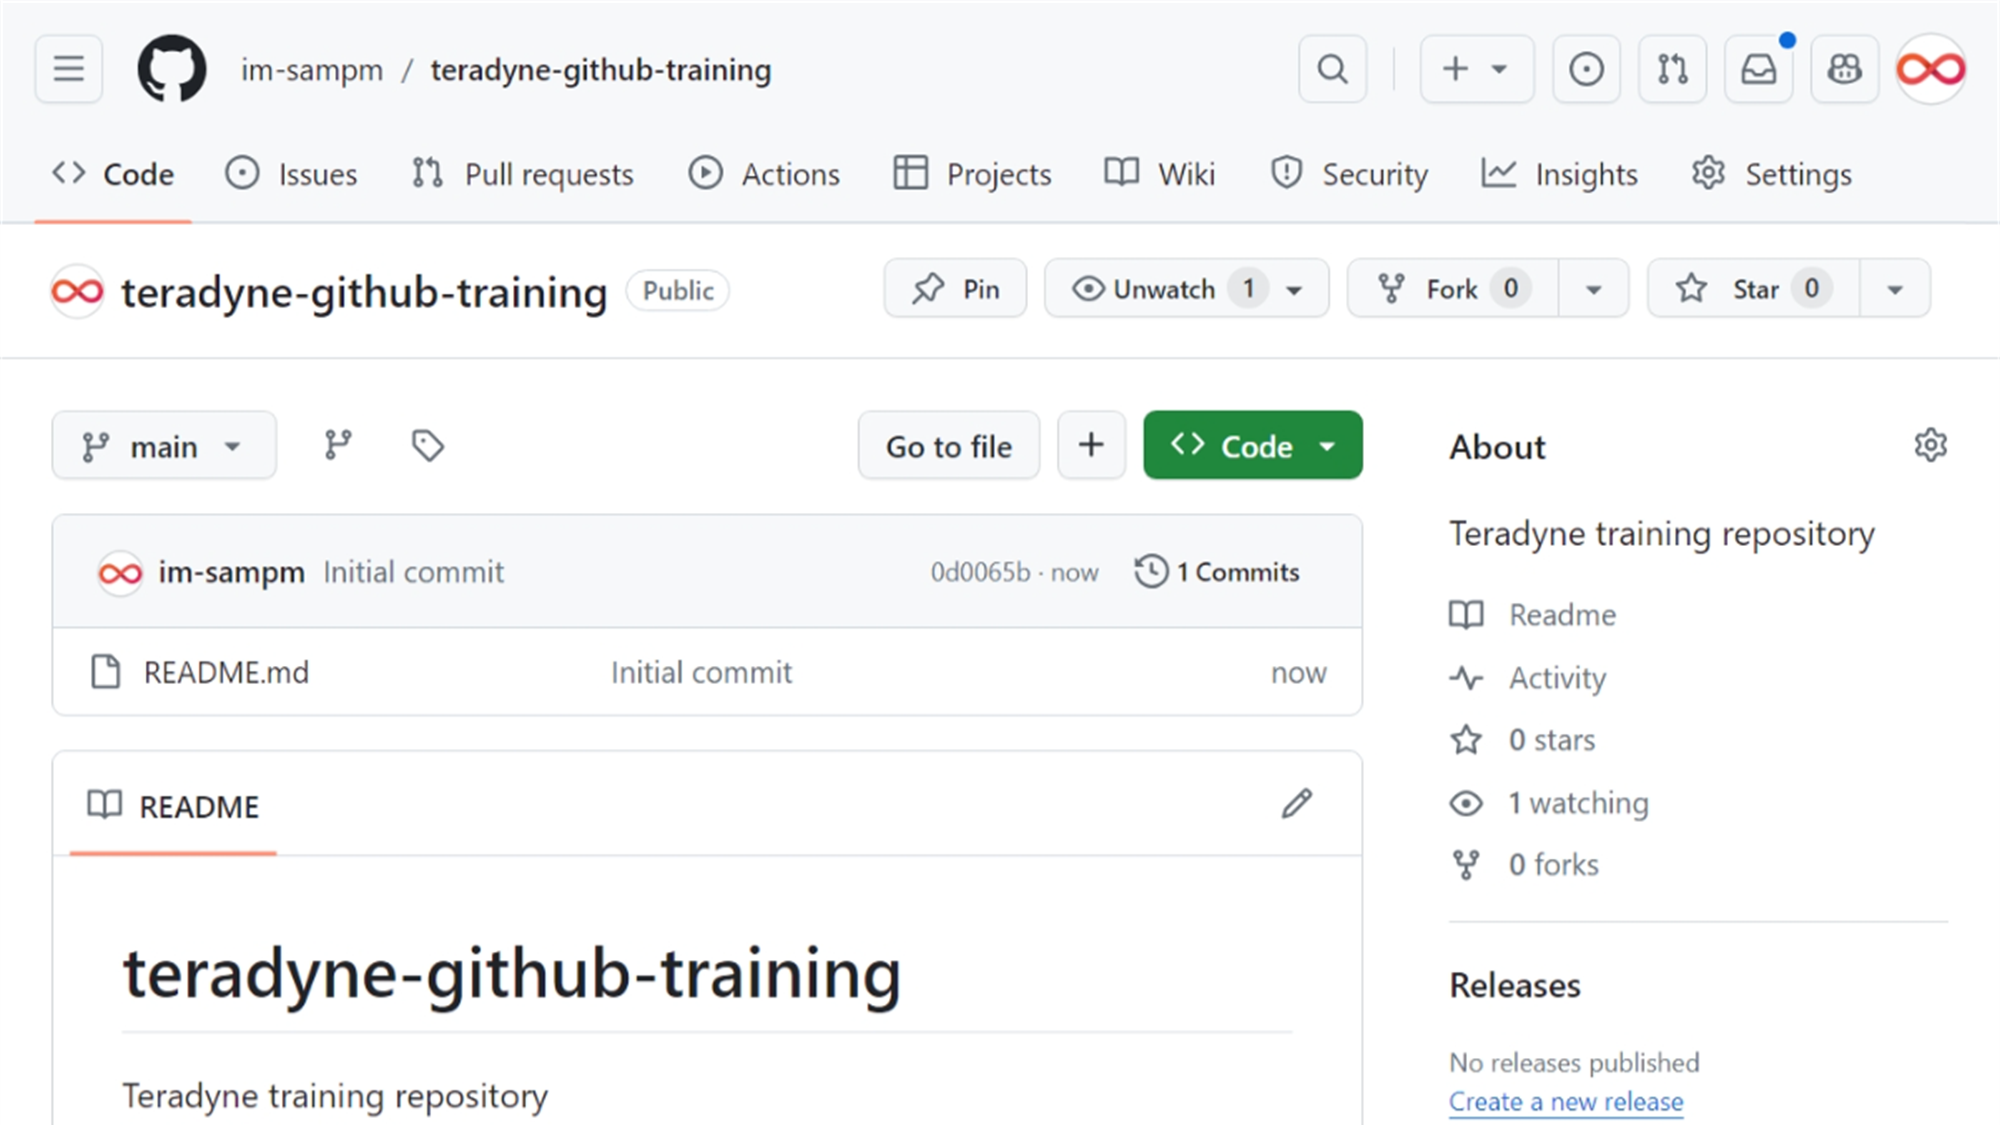 im-sampm / teradyne-github-training
Code Issues Pull requests Actions Projects Wiki Security Insights Settings
teradyne-github-training Public Pin Unwatch 1 Fork 0 Star 0
main Go to file + Code
im-sampm Initial commit 0d0065b · now 1 Commits
README.md Initial commit now
README
teradyne-github-training
Teradyne training repository
About
Teradyne training repository
Readme
Activity
0 stars
1 watching
0 forks
Releases
No releases published
Create a new release